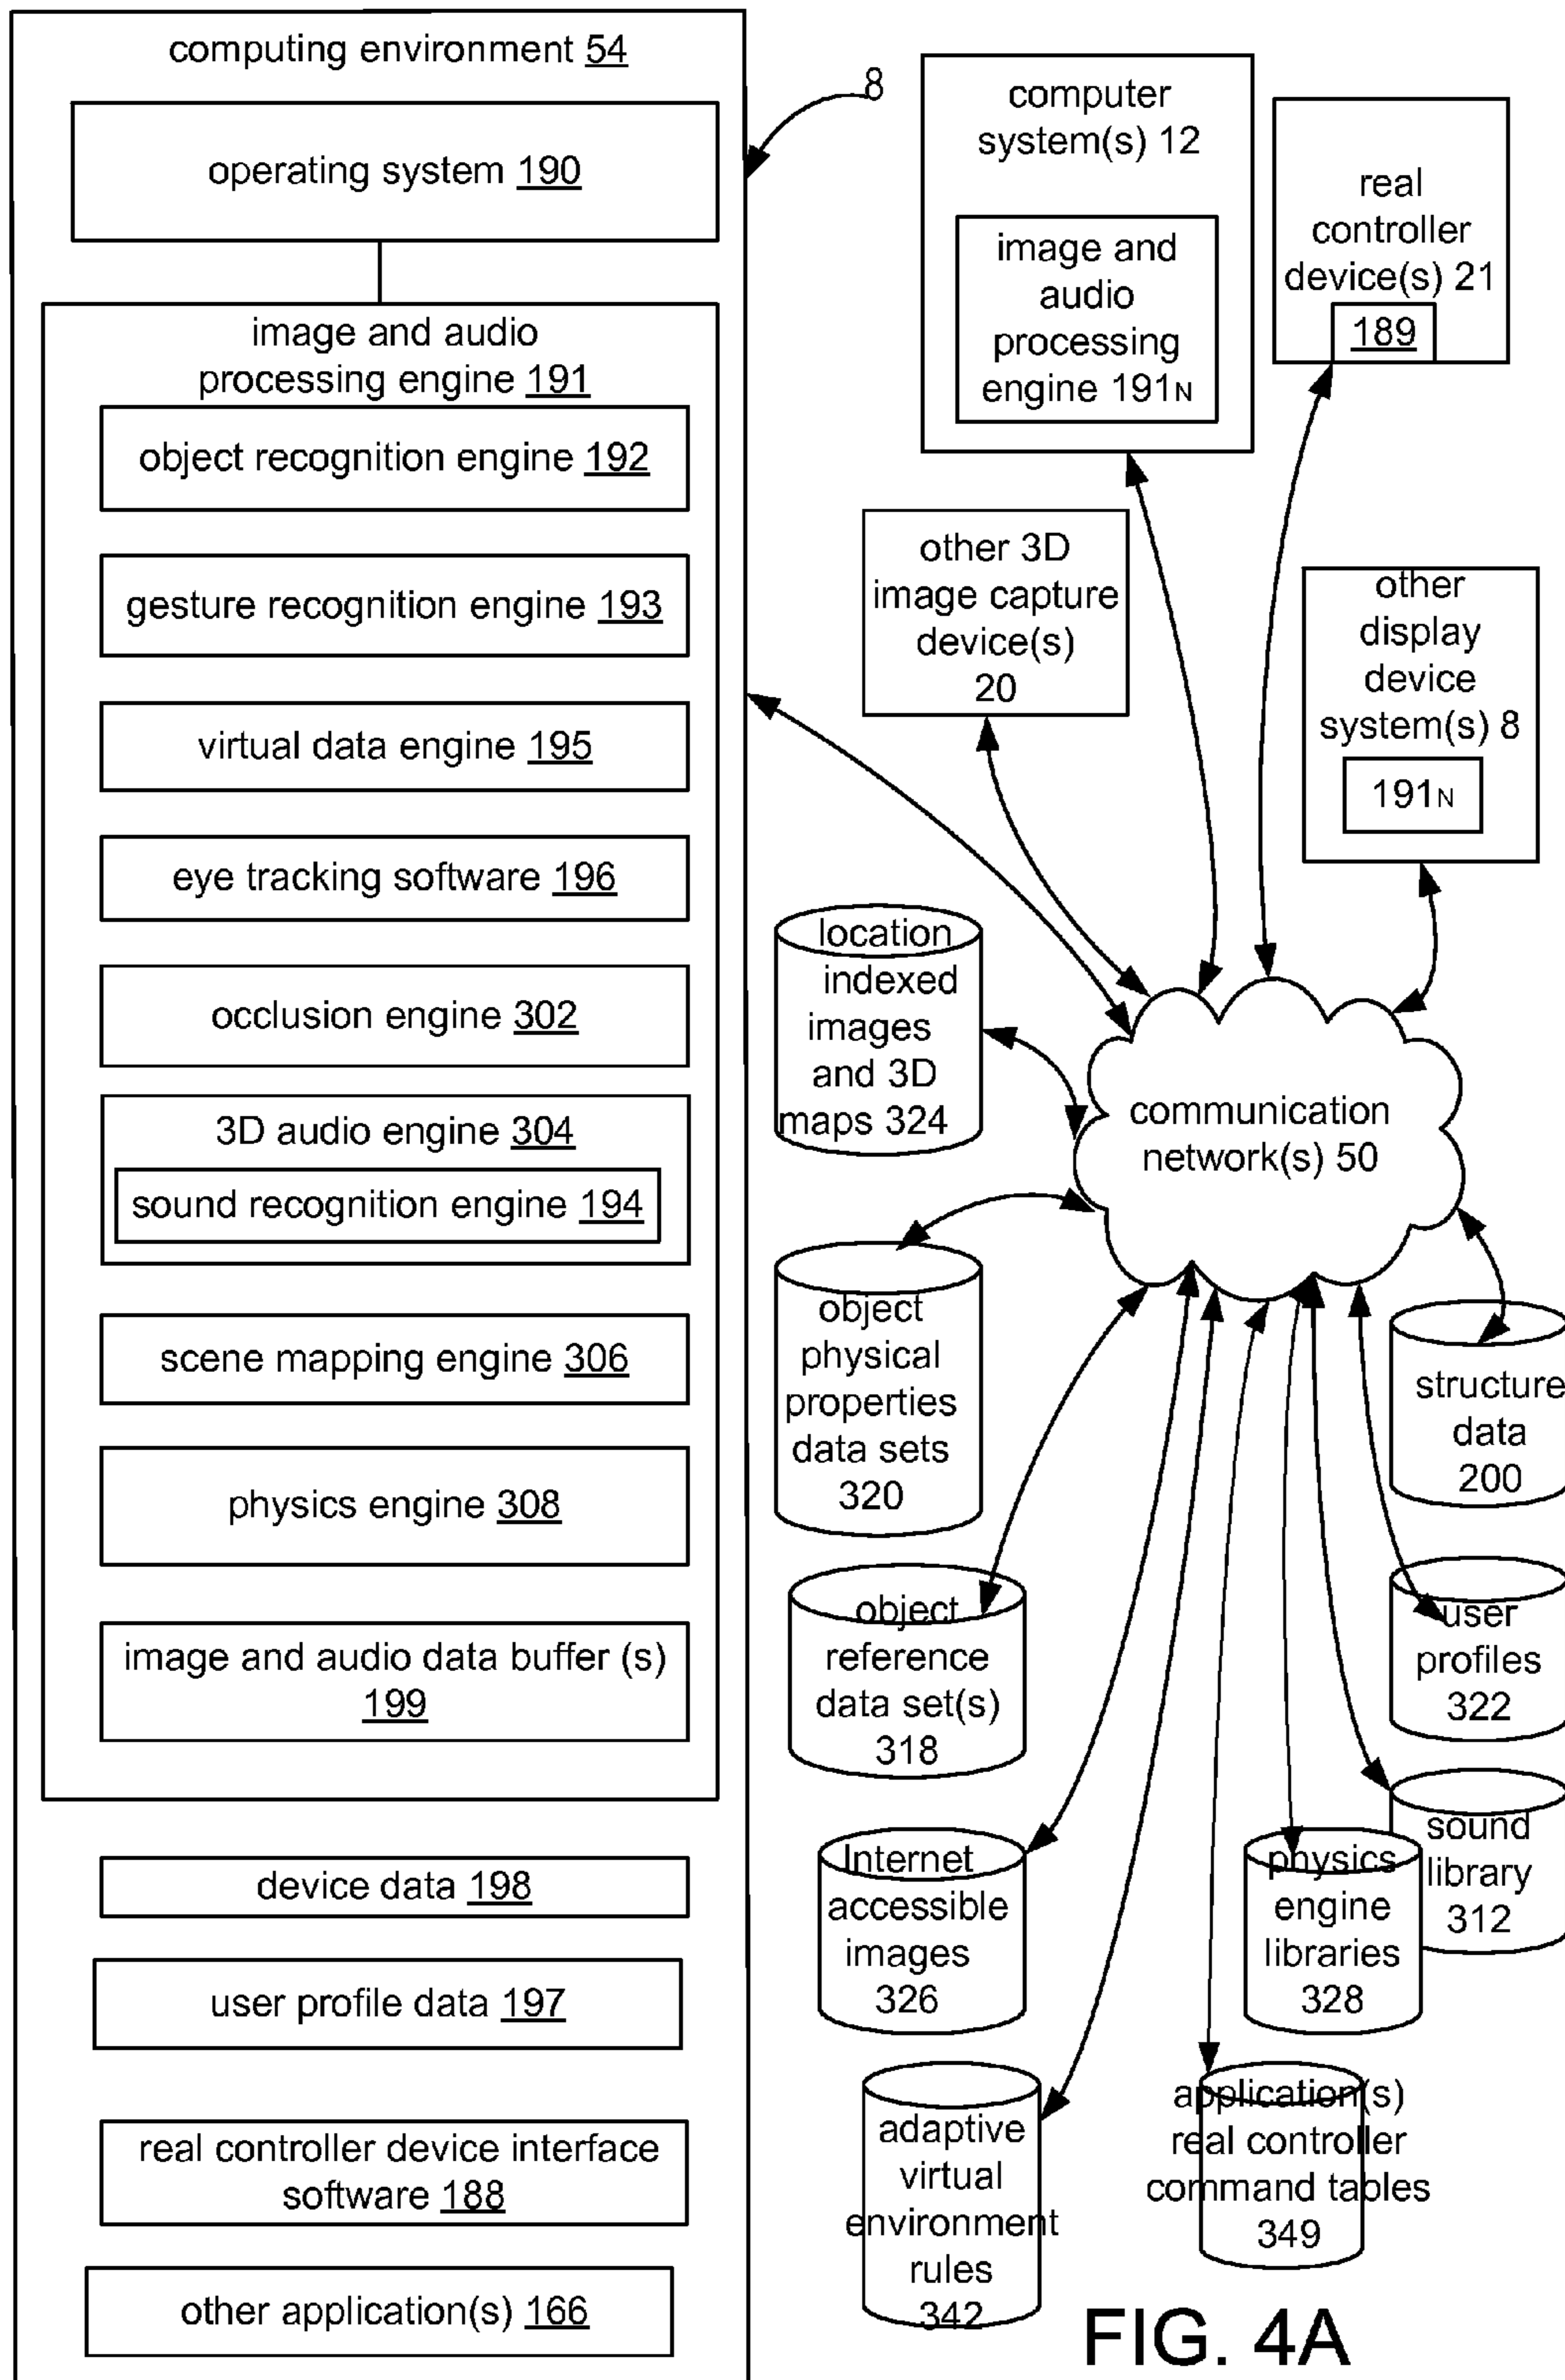 computing environment 54
operating system 190
image and audio
processing engine 191
object recognition engine 192
gesture recognition engine 193
virtual data engine 195
eye tracking software 196
occlusion engine 302
3D audio engine 304
sound recognition engine 194
scene mapping engine 306
physics engine 308
image and audio data buffer (s)
199
device data 198
user profile data 197
real controller device interface
software 188
other application(s) 166
8
computer
system(s) 12
image and
audio
processing
engine 191N
real
controller
device(s) 21
189
other 3D
image capture
device(s)
20
other
display
device
system(s) 8
191N
location
indexed
images
and 3D
maps 324
communication
network(s) 50
object
physical
properties
data sets
320
structure
data
200
object
reference
data set(s)
318
user
profiles
322
Internet
accessible
images
326
physics
engine
libraries
328
sound
library
312
adaptive
virtual
environment
rules
342
application(s)
real controller
command tables
349
FIG. 4A